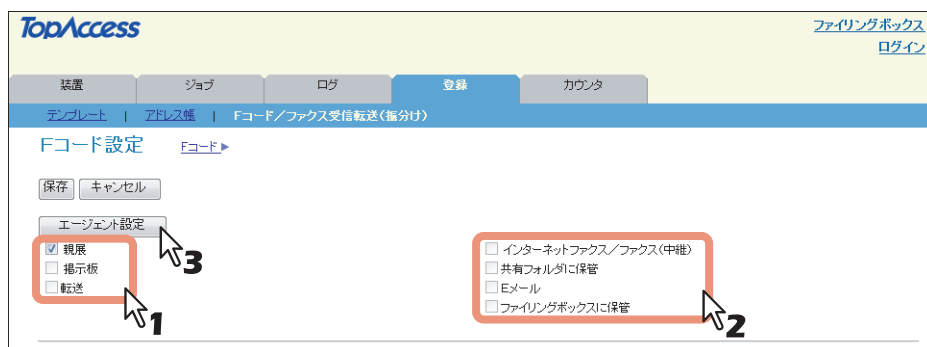 TopAccess
ファイリングボックス
ログイン
装置 ジョブ ログ 登録 カウンタ
テンプレート | アドレス帳 | Fコード/ファクス受信転送(振分け)
Fコード設定 Fコード
保存 キャンセル
エージェント設定
3
親展
掲示板
転送
1
インターネットファクス/ファクス(中継)
共有フォルダに保管
Eメール
ファイリングボックスに保管
2